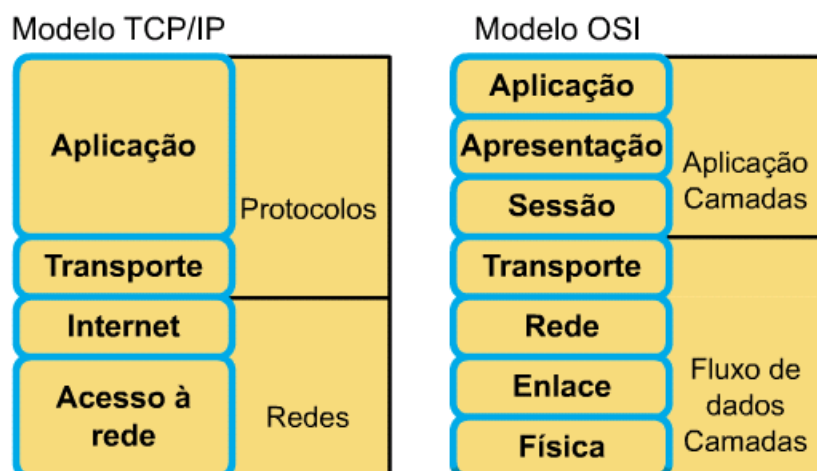 Modelo TCP/IP
Aplicação
Transporte
Internet
Acesso à
rede
Protocolos
Redes
Modelo OSI
Aplicação
Apresentação
Sessão
Transporte
Rede
Enlace
Física
Aplicação
Camadas
Fluxo de
dados
Camadas